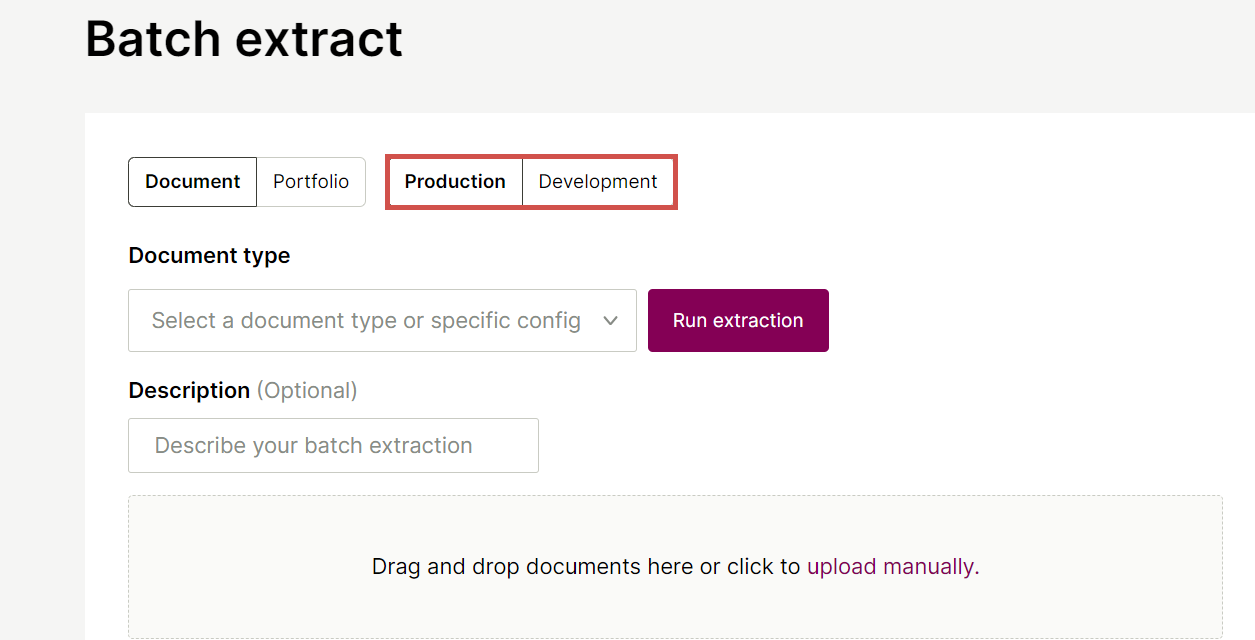 Batch extract
Document Portfolio Production Development
Document type
Select a document type or specific config Run extraction
Description (Optional)
Describe your batch extraction
Drag and drop documents here or click to upload manually.